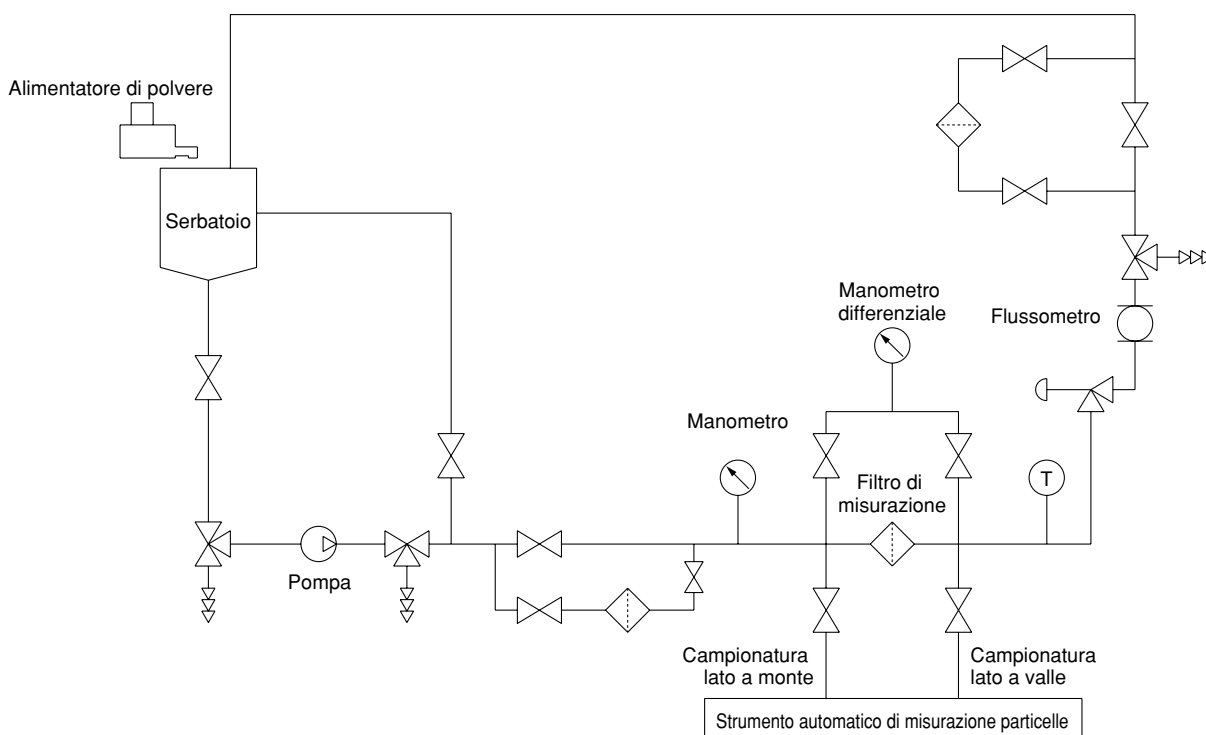 Alimentatore di polvere
Serbatoio
Manometro
differenziale
Flussometro
Manometro
Filtro di
misurazione
T
Pompa
Campionatura
lato a monte
Campionatura
lato a valle
Strumento automatico di misurazione particelle